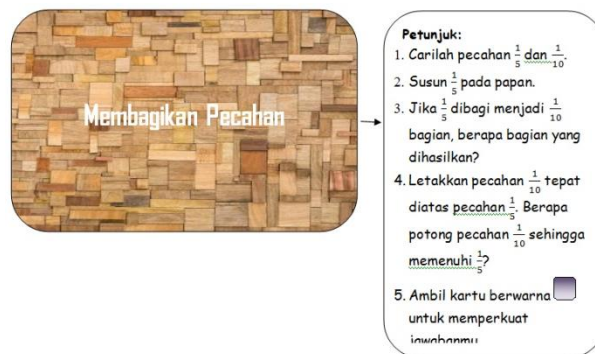 Membagikan Pecahan
Petunjuk:
1. Carilah pecahan 1/5 dan 1/10.
2. Susun 1/5 pada papan.
3. Jika 1/5 dibagi menjadi 1/10
bagian, berapa bagian yang
dihasilkan?
4. Letakkan pecahan 1/10 tepat
diatas pecahan 1/5. Berapa
potong pecahan 1/10 sehingga
memenuhi 1/5?
5. Ambil kartu berwarna
untuk memperkuat
jawabanmu